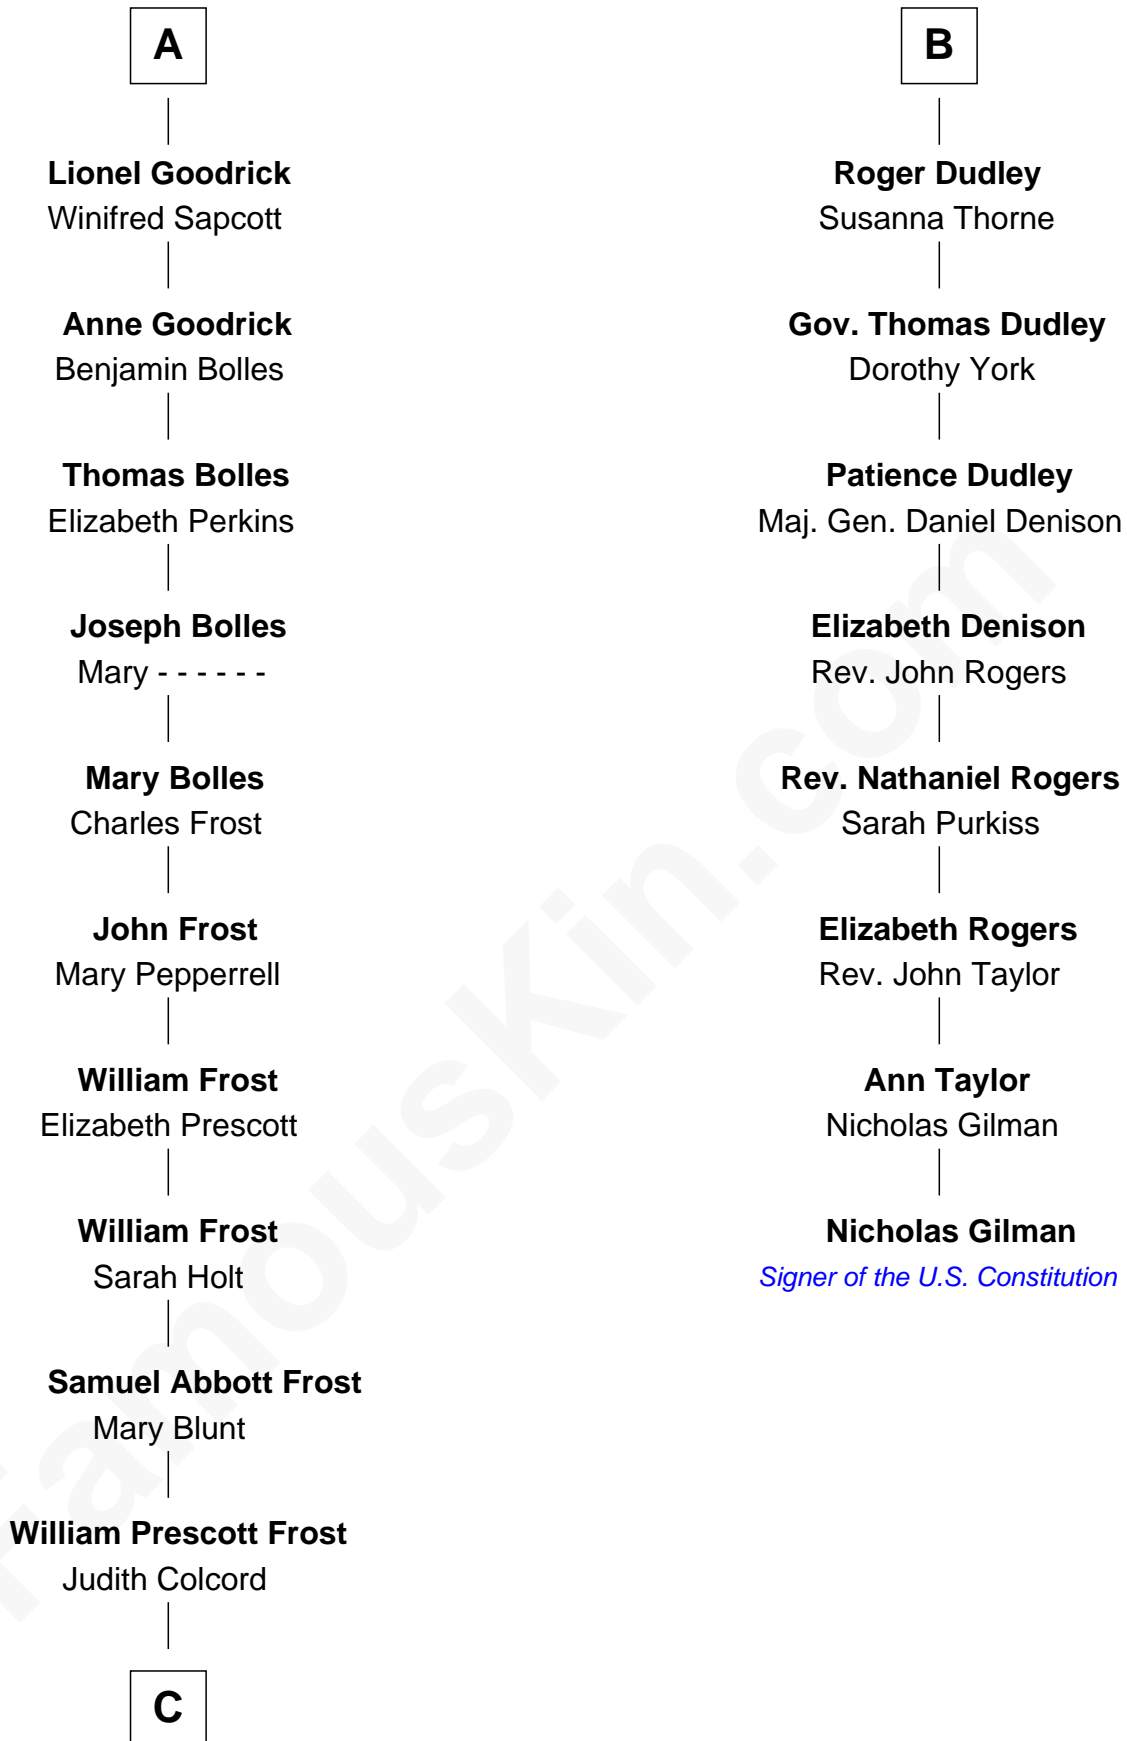 A
Lionel Goodrick
Winifred Sapcott
Anne Goodrick
Benjamin Bolles
Thomas Bolles
Elizabeth Perkins
Joseph Bolles
Mary - - - - - -
Mary Bolles
Charles Frost
John Frost
Mary Pepperrell
William Frost
Elizabeth Prescott
William Frost
Sarah Holt
Samuel Abbott Frost
Mary Blunt
William Prescott Frost
Judith Colcord
C
B
Roger Dudley
Susanna Thorne
Gov. Thomas Dudley
Dorothy York
Patience Dudley
Maj. Gen. Daniel Denison
Elizabeth Denison
Rev. John Rogers
Rev. Nathaniel Rogers
Sarah Purkiss
Elizabeth Rogers
Rev. John Taylor
Ann Taylor
Nicholas Gilman
Nicholas Gilman
Signer of the U.S. Constitution
FamousKin.com